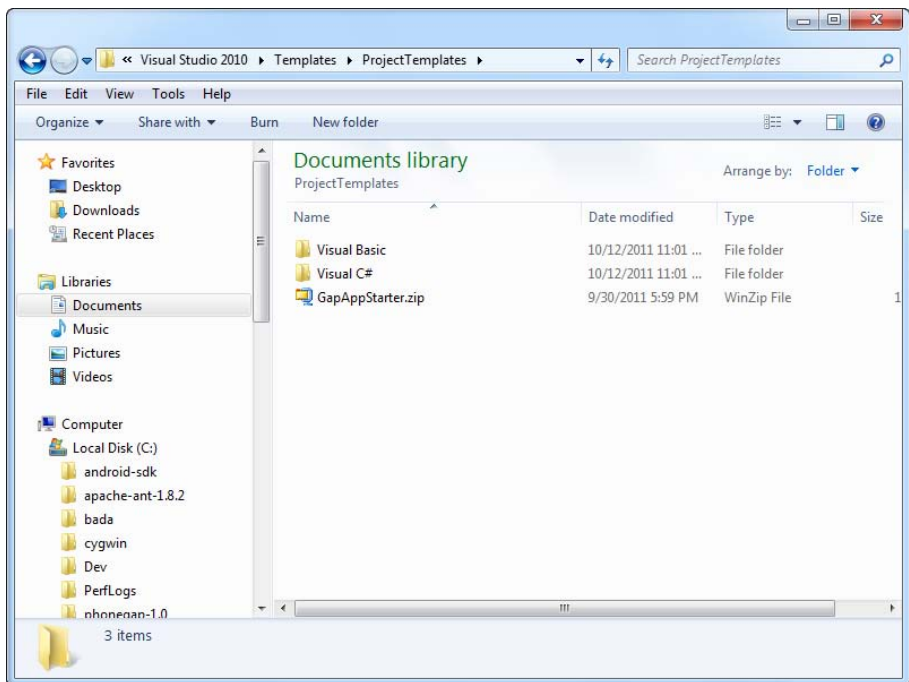 « Visual Studio 2010 ▸ Templates ▸ ProjectTemplates ▸ Search ProjectTemplates
File Edit View Tools Help
Organize ▾ Share with ▾ Burn New folder
Favorites
Desktop
Downloads
Recent Places
Libraries
Documents
Music
Pictures
Videos
Computer
Local Disk (C:)
android-sdk
apache-ant-1.8.2
bada
cygwin
Dev
PerfLogs
phonegap-1.0
Documents library
ProjectTemplates
Arrange by: Folder ▾
Name Date modified Type Size
Visual Basic 10/12/2011 11:01 ... File folder
Visual C# 10/12/2011 11:01 ... File folder
GapAppStarter.zip 9/30/2011 5:59 PM WinZip File 1
3 items